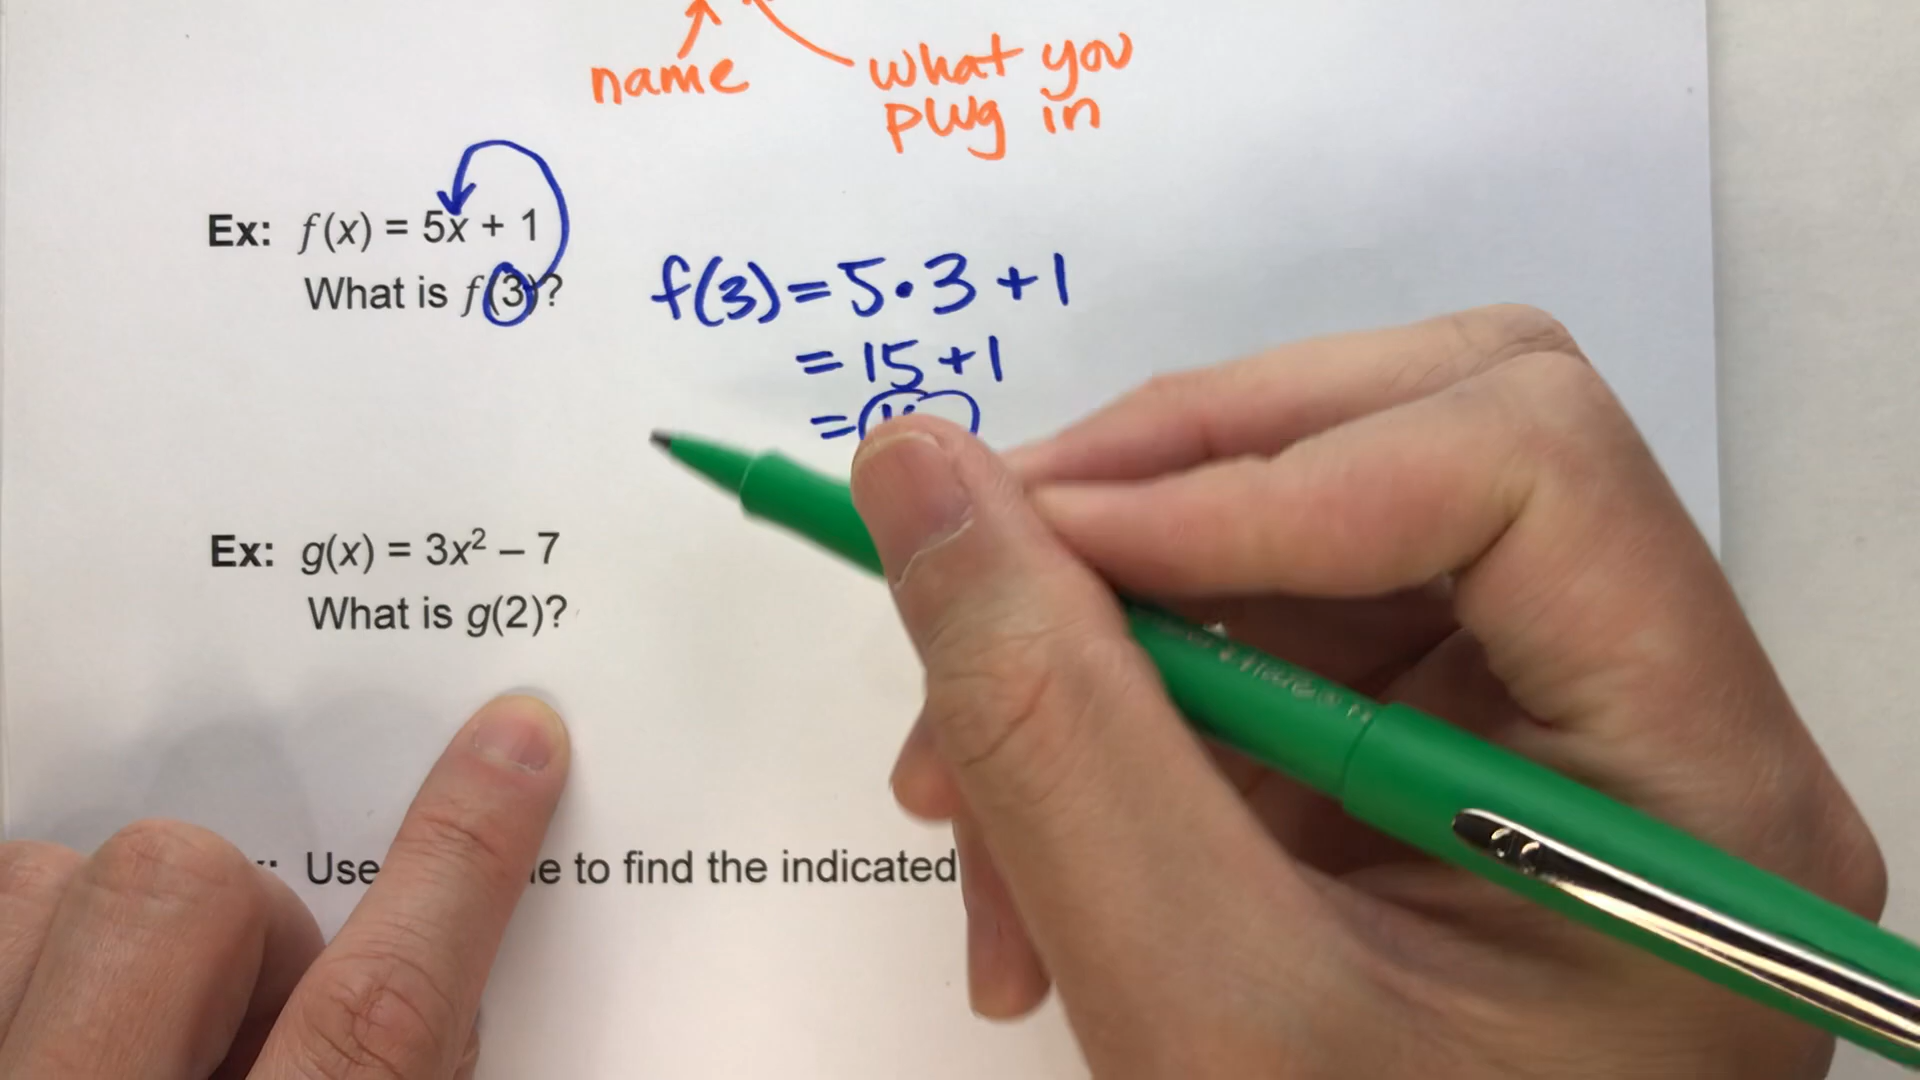 name
what you
plug in
Ex: f(x) = 5x + 1
What is f(3)?
f(3) = 5•3 +1
= 15 +1
=
Ex: g(x) = 3x² – 7
What is g(2)?
Use to find the indicated